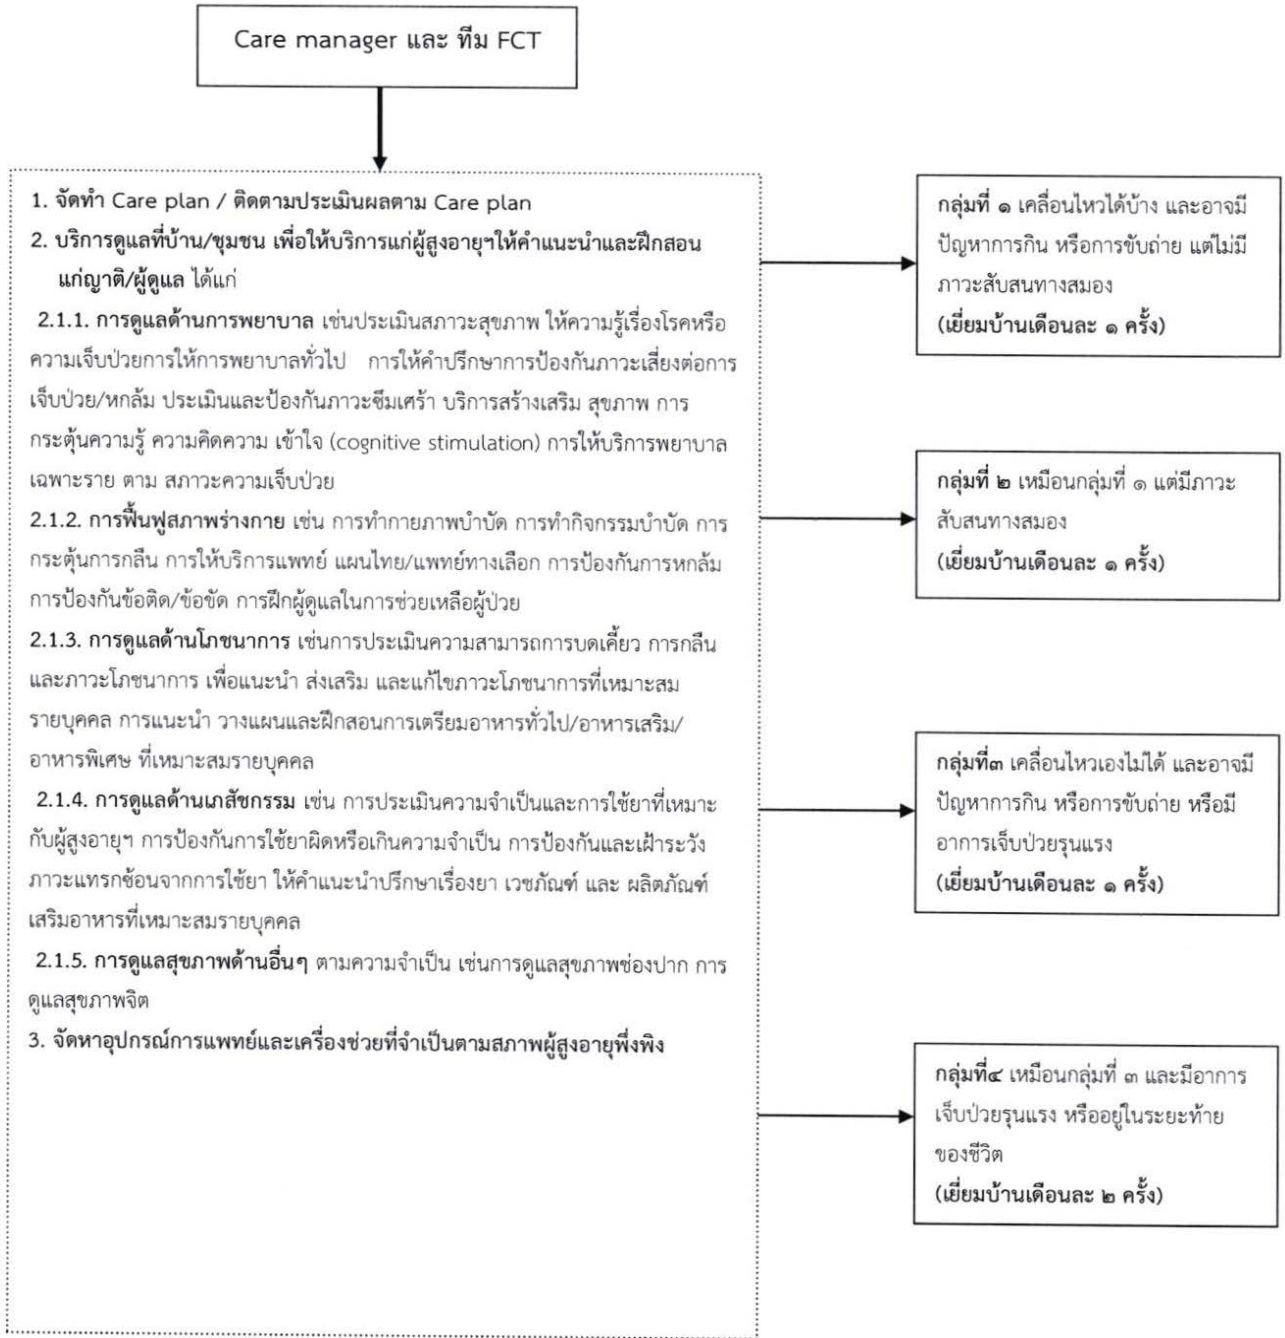 Care manager และ ทีม FCT
1. จัดทำ Care plan / ติดตามประเมินผลตาม Care plan
2. บริการดูแลที่บ้าน/ชุมชน เพื่อให้บริการแก่ผู้สูงอายุฯให้คำแนะนำและฝึกสอน
แก่ญาติ/ผู้ดูแล ได้แก่
2.1.1. การดูแลด้านการพยาบาล เช่นประเมินสภาวะสุขภาพ ให้ความรู้เรื่องโรคหรือ
ความเจ็บป่วยการให้การพยาบาลทั่วไป การให้คำปรึกษาการป้องกันภาวะเสี่ยงต่อการ
เจ็บป่วย/หกล้ม ประเมินและป้องกันภาวะซึมเศร้า บริการสร้างเสริม สุขภาพ การ
กระตุ้นความรู้ ความคิดความ เข้าใจ (cognitive stimulation) การให้บริการพยาบาล
เฉพาะราย ตาม สภาวะความเจ็บป่วย
2.1.2. การฟื้นฟูสภาพร่างกาย เช่น การทำกายภาพบำบัด การทำกิจกรรมบำบัด การ
กระตุ้นการกลืน การให้บริการแพทย์ แผนไทย/แพทย์ทางเลือก การป้องกันการหกล้ม
การป้องกันข้อติด/ข้อขัด การฝึกผู้ดูแลในการช่วยเหลือผู้ป่วย
2.1.3. การดูแลด้านโภชนาการ เช่นการประเมินความสามารถการบดเคี้ยว การกลืน
และภาวะโภชนาการ เพื่อแนะนำ ส่งเสริม และแก้ไขภาวะโภชนาการที่เหมาะสม
รายบุคคล การแนะนำ วางแผนและฝึกสอนการเตรียมอาหารทั่วไป/อาหารเสริม/
อาหารพิเศษ ที่เหมาะสมรายบุคคล
2.1.4. การดูแลด้านเภสัชกรรม เช่น การประเมินความจำเป็นและการใช้ยาที่เหมาะ
กับผู้สูงอายุฯ การป้องกันการใช้ยาผิดหรือเกินความจำเป็น การป้องกันและเฝ้าระวัง
ภาวะแทรกซ้อนจากการใช้ยา ให้คำแนะนำปรึกษาเรื่องยา เวชภัณฑ์ และ ผลิตภัณฑ์
เสริมอาหารที่เหมาะสมรายบุคคล
2.1.5. การดูแลสุขภาพด้านอื่นๆ ตามความจำเป็น เช่นการดูแลสุขภาพช่องปาก การ
ดูแลสุขภาพจิต
3. จัดหาอุปกรณ์การแพทย์และเครื่องช่วยที่จำเป็นตามสภาพผู้สูงอายุพึ่งพิง
กลุ่มที่ ๑ เคลื่อนไหวได้บ้าง และอาจมี
ปัญหาการกิน หรือการขับถ่าย แต่ไม่มี
ภาวะสับสนทางสมอง
(เยี่ยมบ้านเดือนละ ๑ ครั้ง)
กลุ่มที่ ๒ เหมือนกลุ่มที่ ๑ แต่มีภาวะ
สับสนทางสมอง
(เยี่ยมบ้านเดือนละ ๑ ครั้ง)
กลุ่มที่๓ เคลื่อนไหวเองไม่ได้ และอาจมี
ปัญหาการกิน หรือการขับถ่าย หรือมี
อาการเจ็บป่วยรุนแรง
(เยี่ยมบ้านเดือนละ ๑ ครั้ง)
กลุ่มที่๔ เหมือนกลุ่มที่ ๓ และมีอาการ
เจ็บป่วยรุนแรง หรืออยู่ในระยะท้าย
ของชีวิต
(เยี่ยมบ้านเดือนละ ๒ ครั้ง)